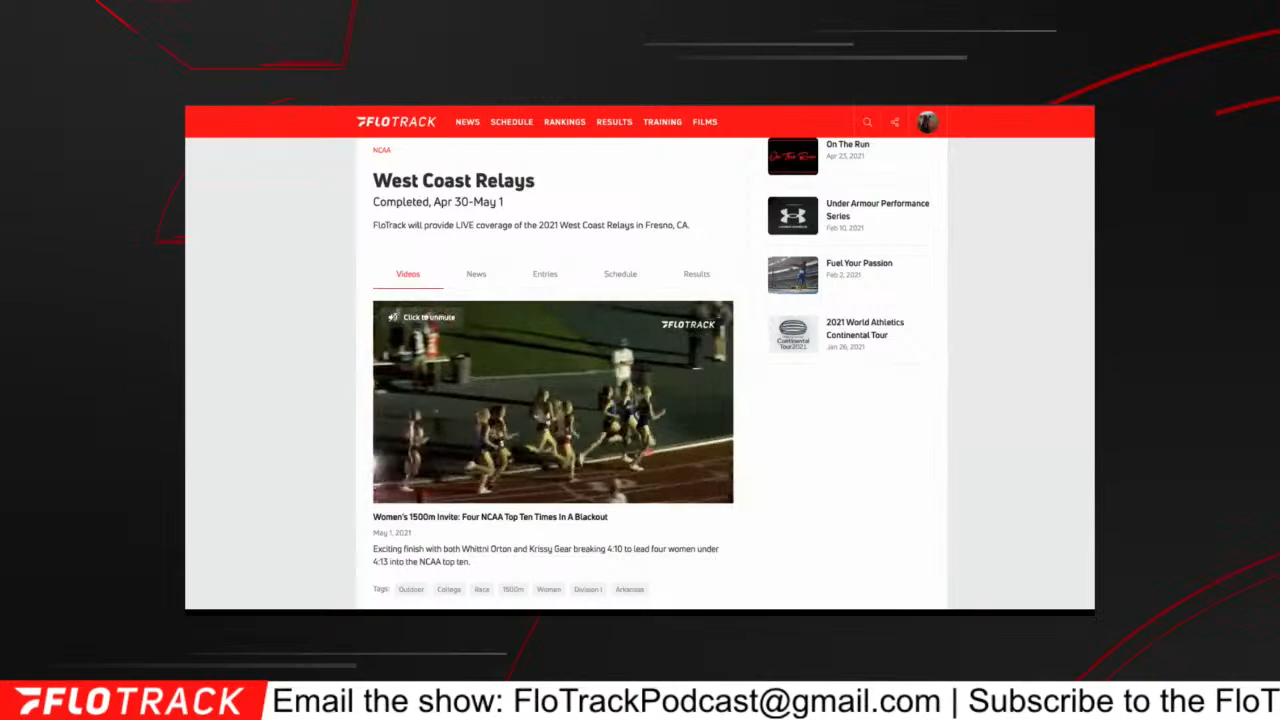 FLOTRACK NEWS SCHEDULE RANKINGS RESULTS TRAINING FILMS
NCAA
West Coast Relays
Completed, Apr 30-May 1
FloTrack will provide LIVE coverage of the 2021 West Coast Relays in Fresno, CA.
Videos News Entries Schedule Results
Click to unmute
FLOTRACK
Women's 1500m Invite: Four NCAA Top Ten Times In A Blackout
May 1, 2021
Exciting finish with both Whittni Orton and Krissy Gear breaking 4:10 to lead four women under
4:13 into the NCAA top ten.
Tags: Outdoor College Race 1500m Women Division I Arkansas
On The Run
On The Run
Apr 23, 2021
Under Armour Performance
Series
Feb 10, 2021
Fuel Your Passion
Feb 2, 2021
Continental
Tour2021
2021 World Athletics
Continental Tour
Jan 26, 2021
FLOTRACK Email the show: FloTrackPodcast@gmail.com | Subscribe to the FloT